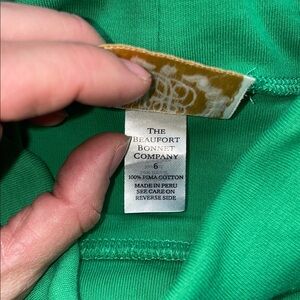 THE
BEAUFORT
BONNET
COMPANY
6
100% PIMA COTTON
MADE IN PERU
SEE CARE ON
REVERSE SIDE